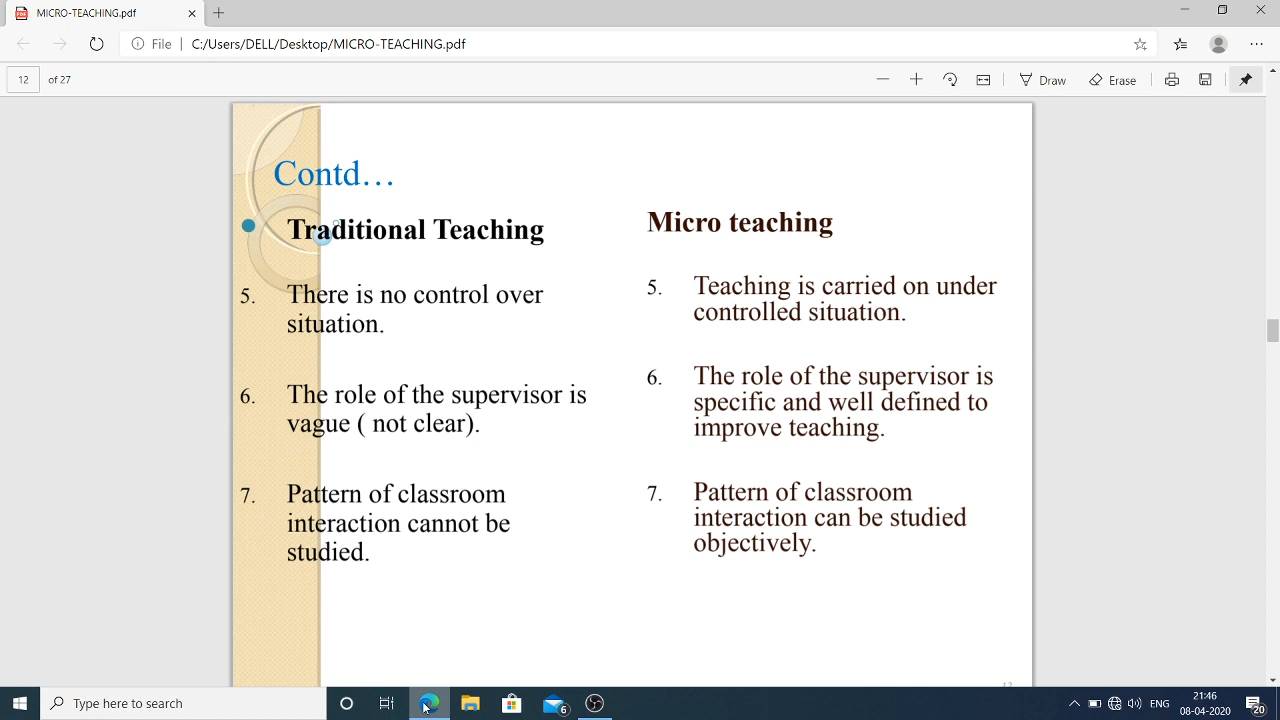 MICRO-TEACHING.pdf
File
C:/Users/DELL/Desktop/MICRO-TEACHING.pdf
12
of 27
Draw
Erase
Contd…
Traditional Teaching
5. There is no control over
situation.
6. The role of the supervisor is
vague ( not clear).
7. Pattern of classroom
interaction cannot be
studied.
Micro teaching
5. Teaching is carried on under
controlled situation.
6. The role of the supervisor is
specific and well defined to
improve teaching.
7. Pattern of classroom
interaction can be studied
objectively.
12
Type here to search
6
ENG
21:46
08-04-2020
20